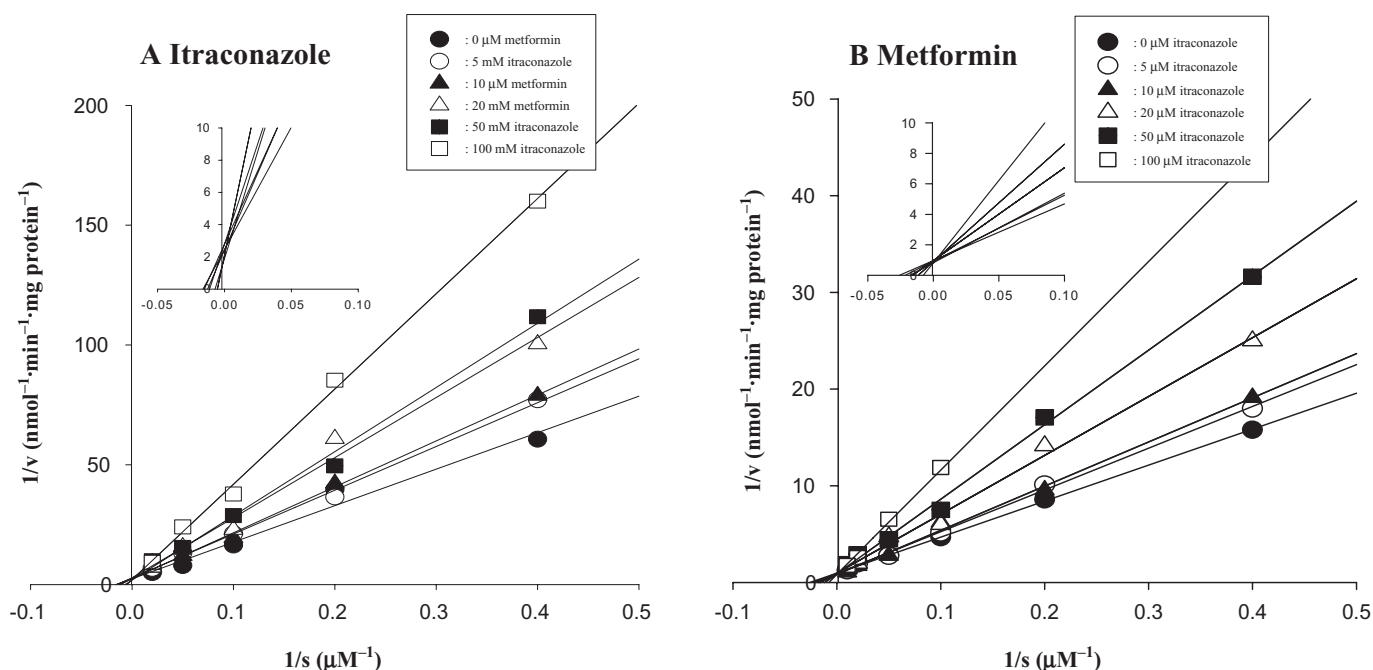 A Itraconazole
: 0 µM metformin
: 5 mM itraconazole
: 10 µM metformin
: 20 mM metformin
: 50 mM itraconazole
: 100 mM itraconazole
200
150
100
50
0
-0.1 0.0 0.1 0.2 0.3 0.4 0.5
10
8
6
4
2
0
-0.05 0.00 0.05 0.10
1/v (nmol⁻¹·min⁻¹·mg protein⁻¹)
1/s (µM⁻¹)
B Metformin
: 0 µM itraconazole
: 5 µM itraconazole
: 10 µM itraconazole
: 20 µM itraconazole
: 50 µM itraconazole
: 100 µM itraconazole
50
40
30
20
10
0
-0.1 0.0 0.1 0.2 0.3 0.4 0.5
10
8
6
4
2
0
-0.05 0.00 0.05 0.10
1/v (nmol⁻¹·min⁻¹·mg protein⁻¹)
1/s (µM⁻¹)